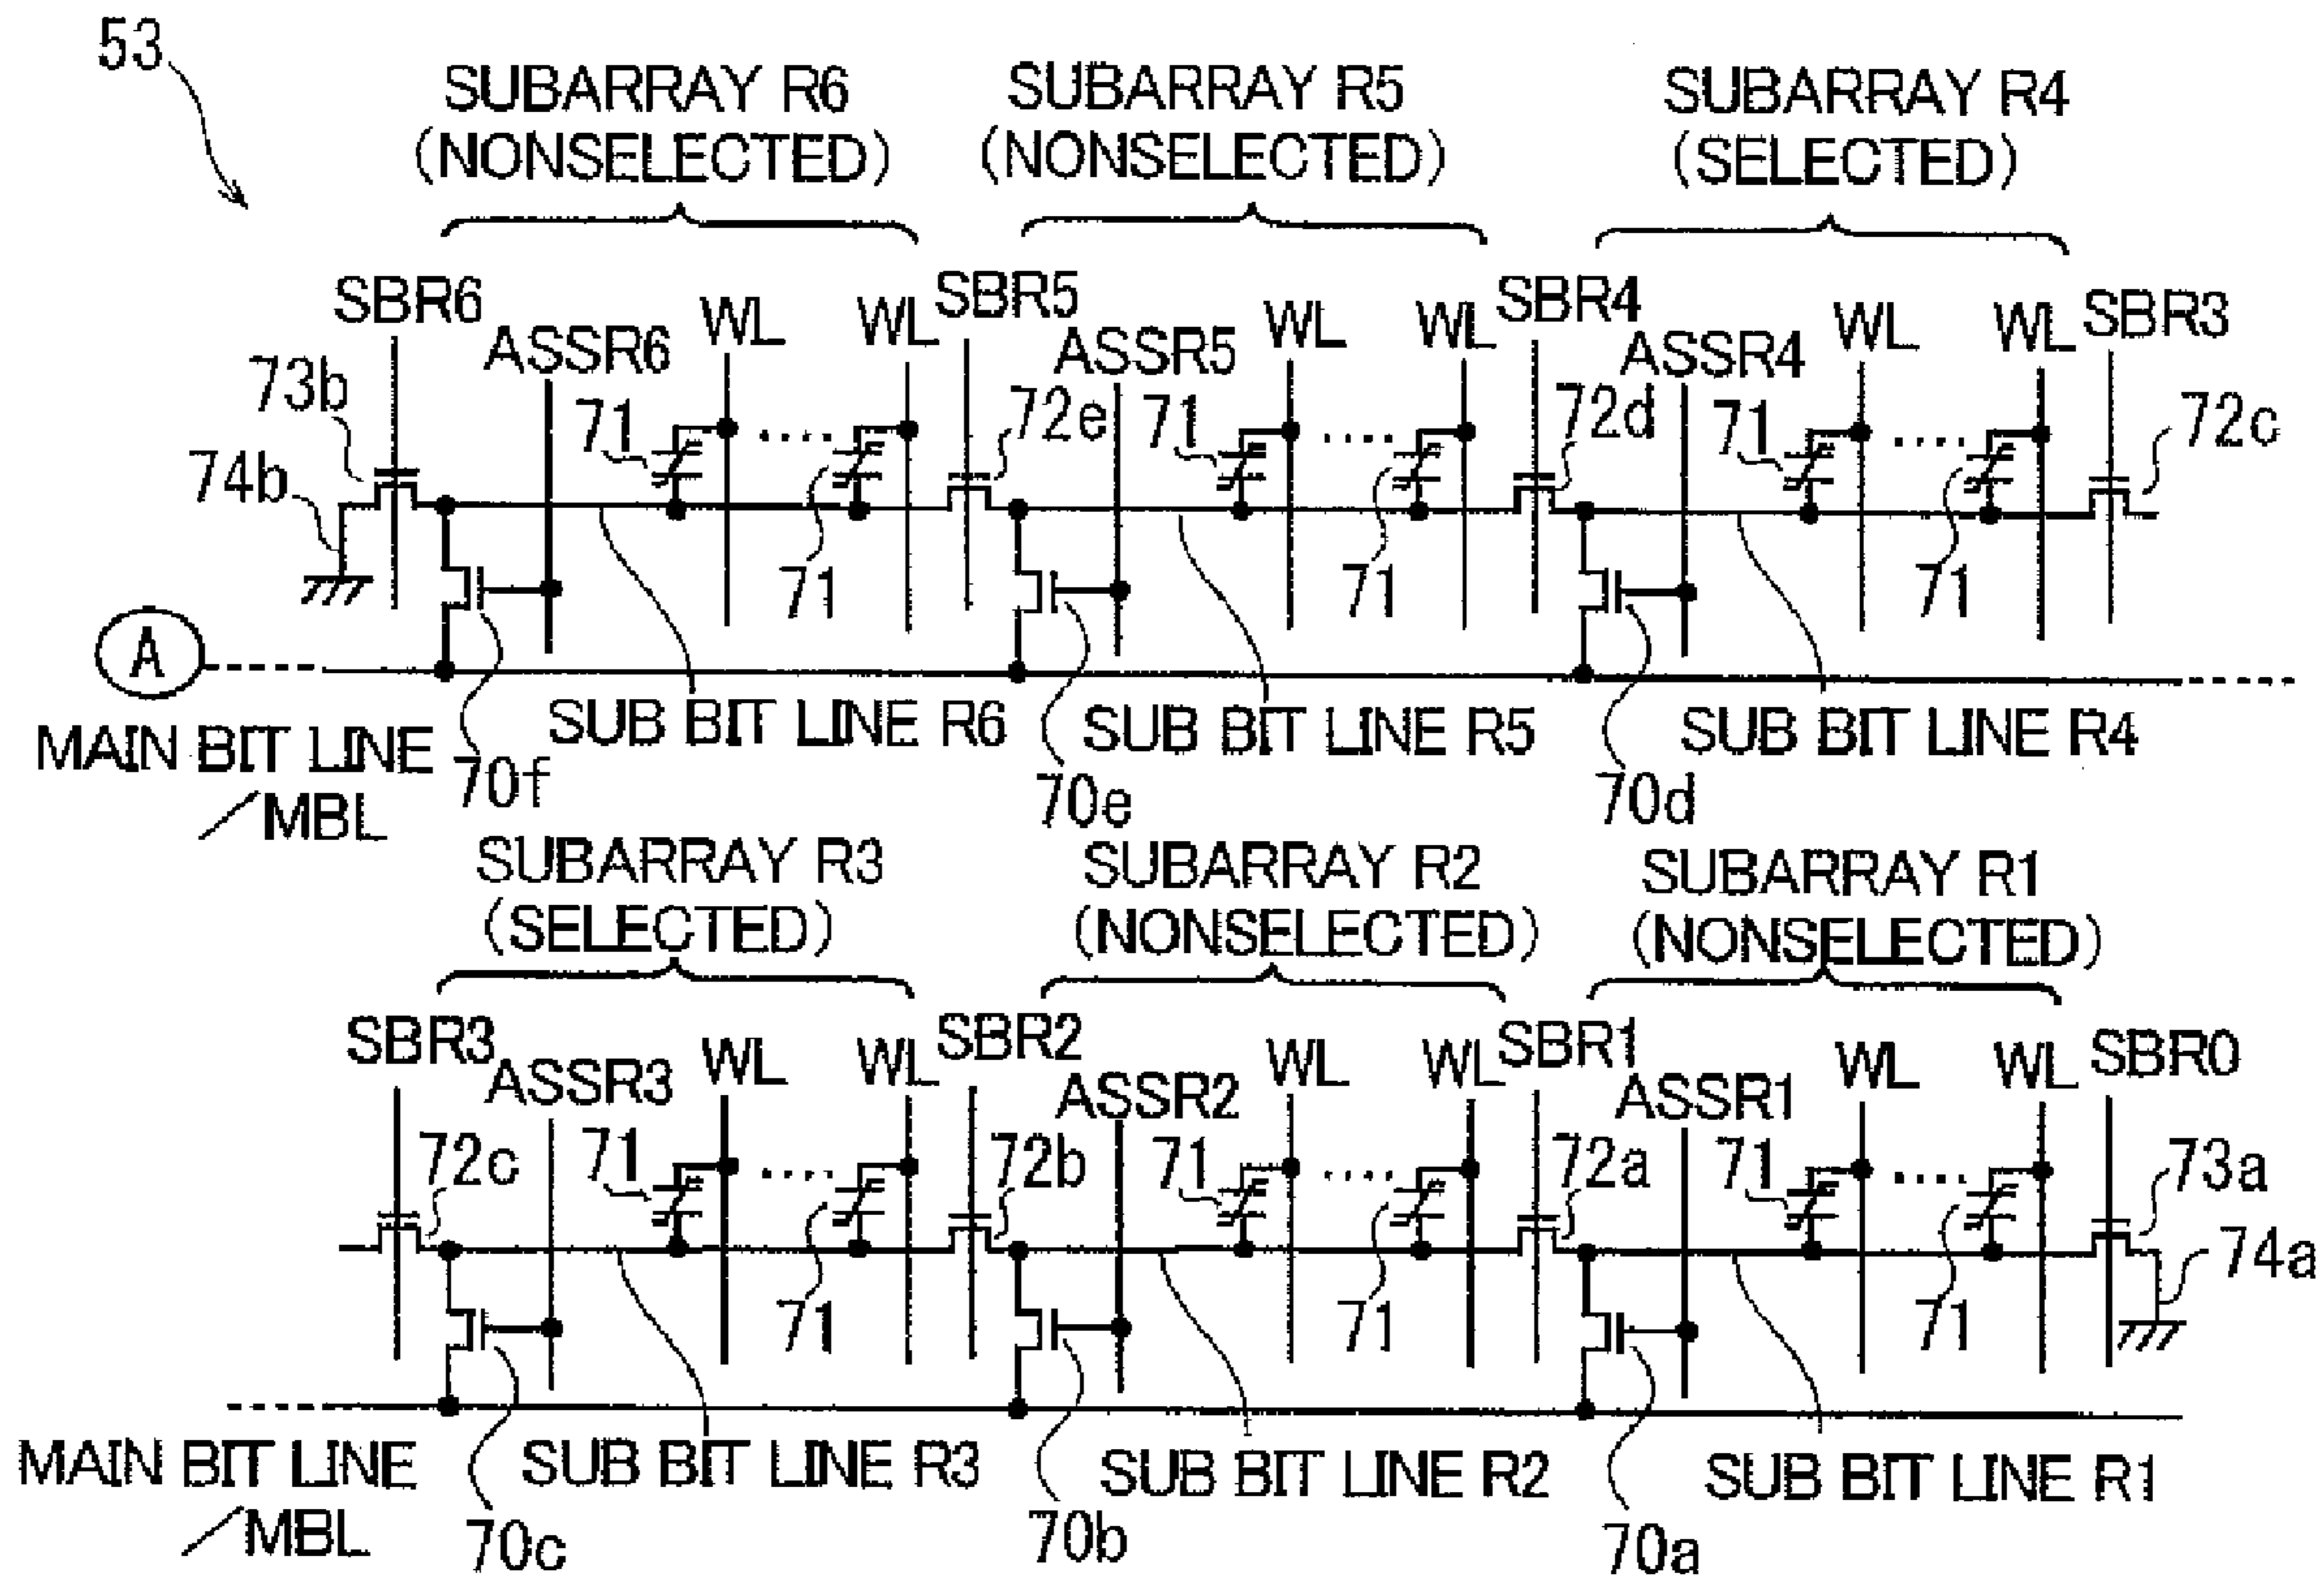 53
SUBARRAY R6
(NONSELECTED)
SUBARRAY R5
(NONSELECTED)
SUBARRAY R4
(SELECTED)
SBR6
ASSR6
WL
WL
SBR5
ASSR5
WL
WL
SBR4
ASSR4
WL
WL
SBR3
73b
74b
71
71
72e
71
71
72d
71
71
72c
A
MAIN BIT LINE
/MBL
70f
SUB BIT LINE R6
70e
SUB BIT LINE R5
70d
SUB BIT LINE R4
SUBARRAY R3
(SELECTED)
SUBARRAY R2
(NONSELECTED)
SUBARRAY R1
(NONSELECTED)
SBR3
ASSR3
WL
WL
SBR2
ASSR2
WL
WL
SBR1
ASSR1
WL
WL
SBR0
72c
71
71
72b
71
71
72a
71
71
73a
74a
MAIN BIT LINE
/MBL
70c
SUB BIT LINE R3
70b
SUB BIT LINE R2
70a
SUB BIT LINE R1